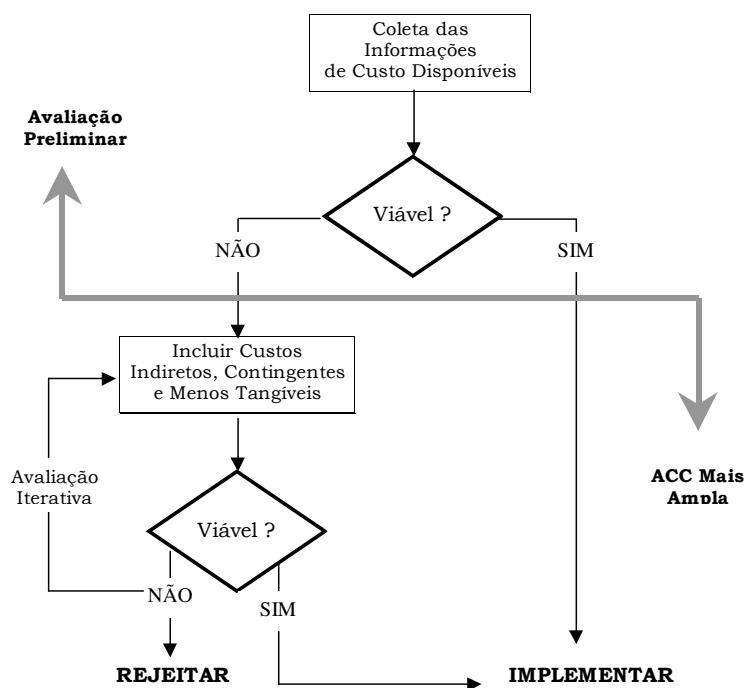 Coleta das
Informações
de Custo Disponíveis
Avaliação
Preliminar
Viável ?
NÃO
SIM
Incluir Custos
Indiretos, Contingentes
e Menos Tangíveis
Avaliação
Iterativa
ACC Mais
Ampla
Viável ?
NÃO
SIM
REJEITAR
IMPLEMENTAR